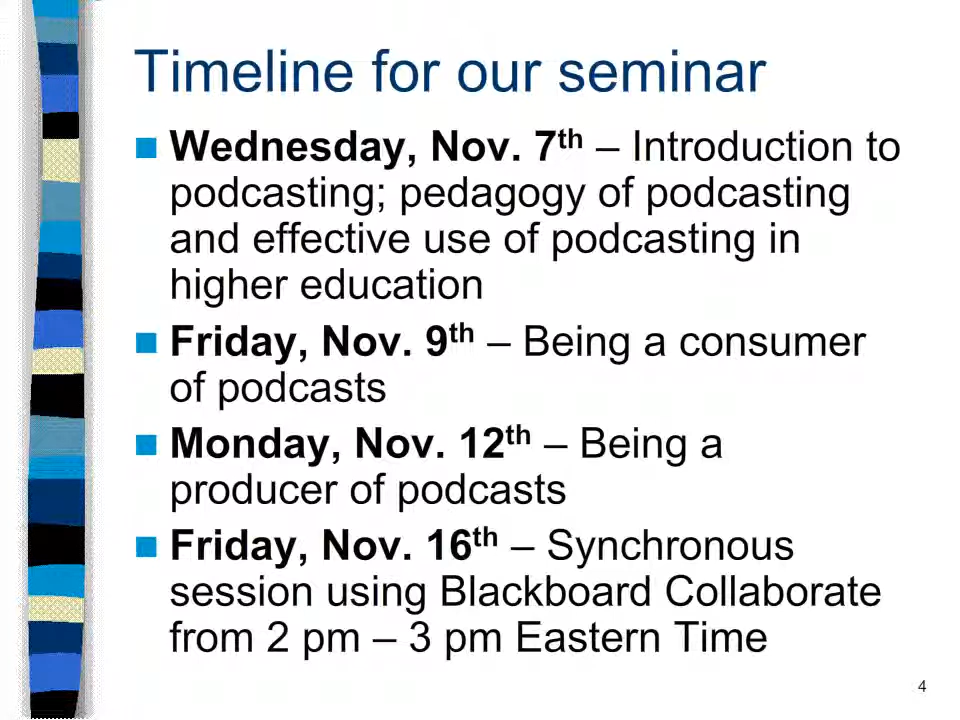 Timeline for our seminar
Wednesday, Nov. 7th – Introduction to
podcasting; pedagogy of podcasting
and effective use of podcasting in
higher education
Friday, Nov. 9th – Being a consumer
of podcasts
Monday, Nov. 12th – Being a
producer of podcasts
Friday, Nov. 16th – Synchronous
session using Blackboard Collaborate
from 2 pm – 3 pm Eastern Time
4